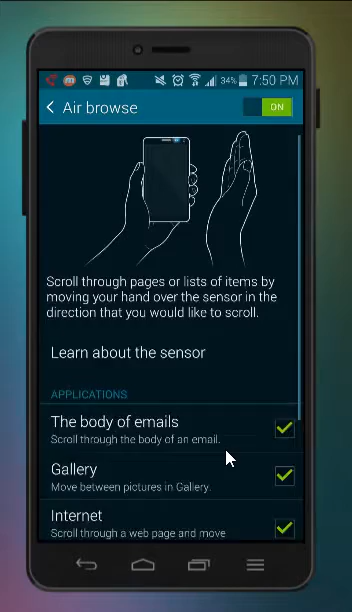 34% 7:50 PM
Air browse
ON
Scroll through pages or lists of items by
moving your hand over the sensor in the
direction that you would like to scroll.
Learn about the sensor
APPLICATIONS
The body of emails
Scroll through the body of an email.
Gallery
Move between pictures in Gallery.
Internet
Scroll through a web page and move